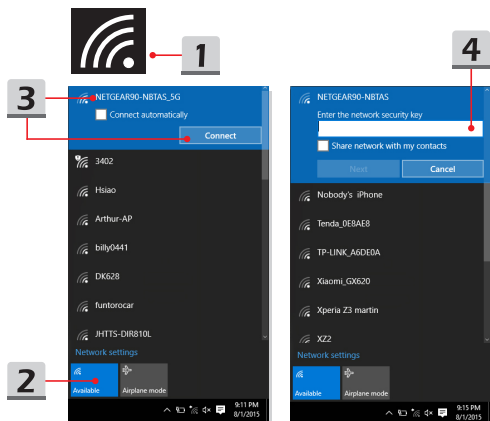 1
3
NETGEAR90-NBTAS_5G
Connect automatically
Connect
3402
Hsiao
Arthur-AP
billy0441
DK628
funtorocar
JHTTS-DIR810L
Network settings
2
Available
Airplane mode
9:11 PM
8/1/2015
4
NETGEAR90-NBTAS
Enter the network security key
Share network with my contacts
Next
Cancel
Nobody's iPhone
Tenda_0E8AE8
TP-LINK_A6DE0A
Xiaomi_GX620
Xperia Z3 martin
XZ2
Network settings
Available
Airplane mode
9:15 PM
8/1/2015